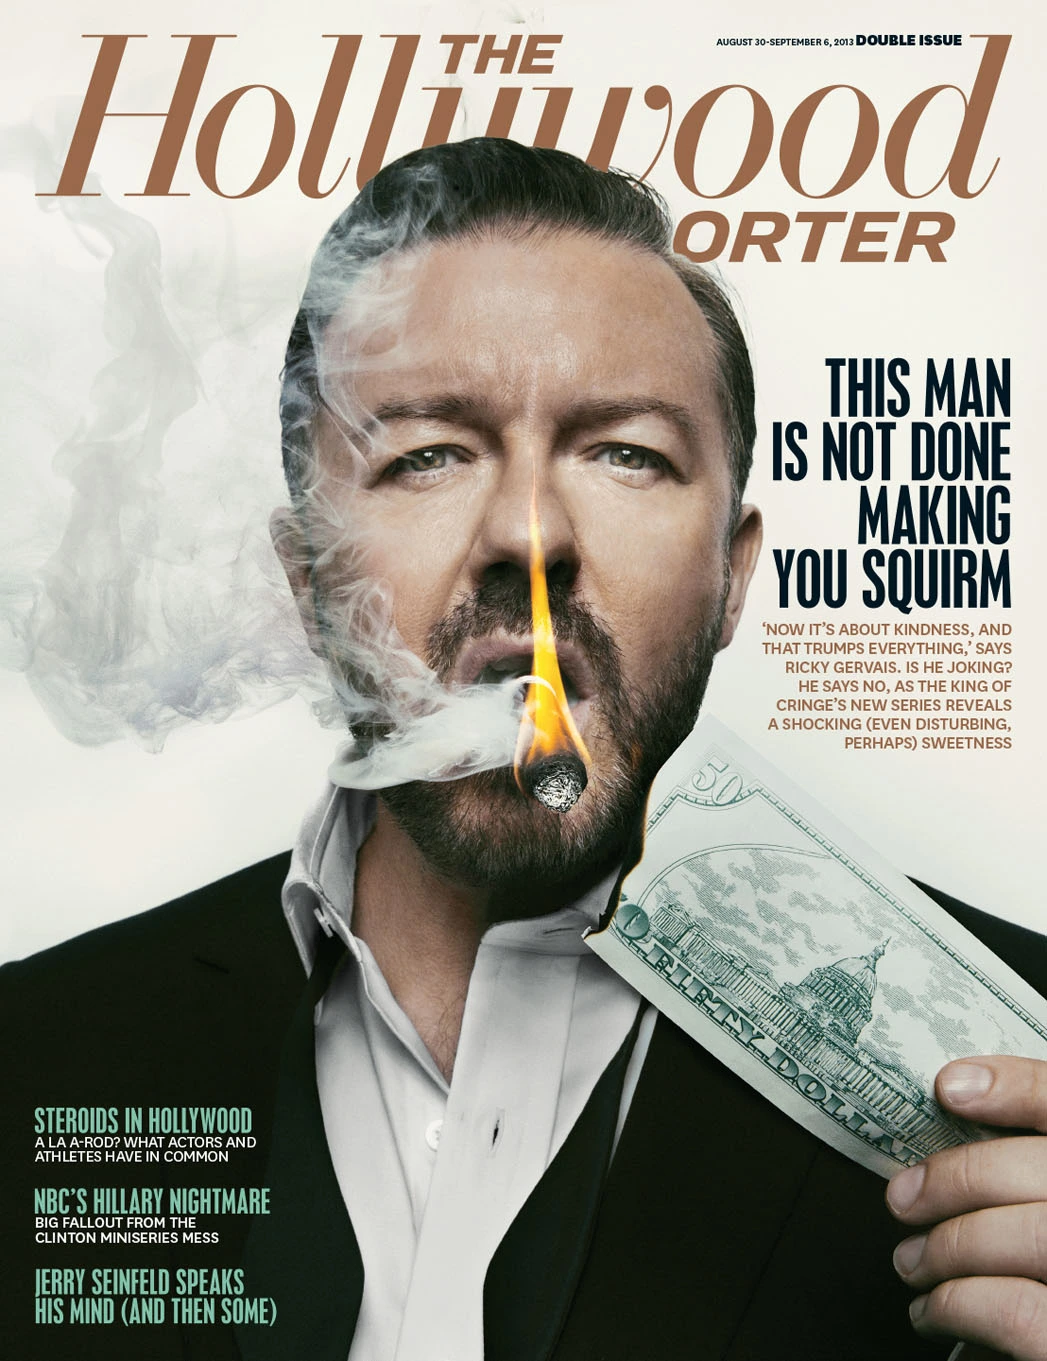 AUGUST 30-SEPTEMBER 6, 2013 DOUBLE ISSUE
THE
Hollywood
ORTER
THIS MAN
IS NOT DONE
MAKING
YOU SQUIRM
‘NOW IT’S ABOUT KINDNESS, AND
THAT TRUMPS EVERYTHING,’ SAYS
RICKY GERVAIS. IS HE JOKING?
HE SAYS NO, AS THE KING OF
CRINGE’S NEW SERIES REVEALS
A SHOCKING (EVEN DISTURBING,
PERHAPS) SWEETNESS
50
FIFTY DOLLA
STEROIDS IN HOLLYWOOD
A LA A-ROD? WHAT ACTORS AND
ATHLETES HAVE IN COMMON
NBC’S HILLARY NIGHTMARE
BIG FALLOUT FROM THE
CLINTON MINISERIES MESS
JERRY SEINFELD SPEAKS
HIS MIND (AND THEN SOME)